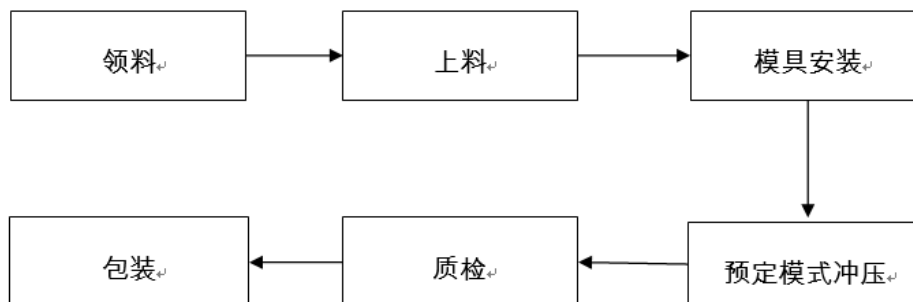 领料
上料
模具安装
预定模式冲压
质检
包装